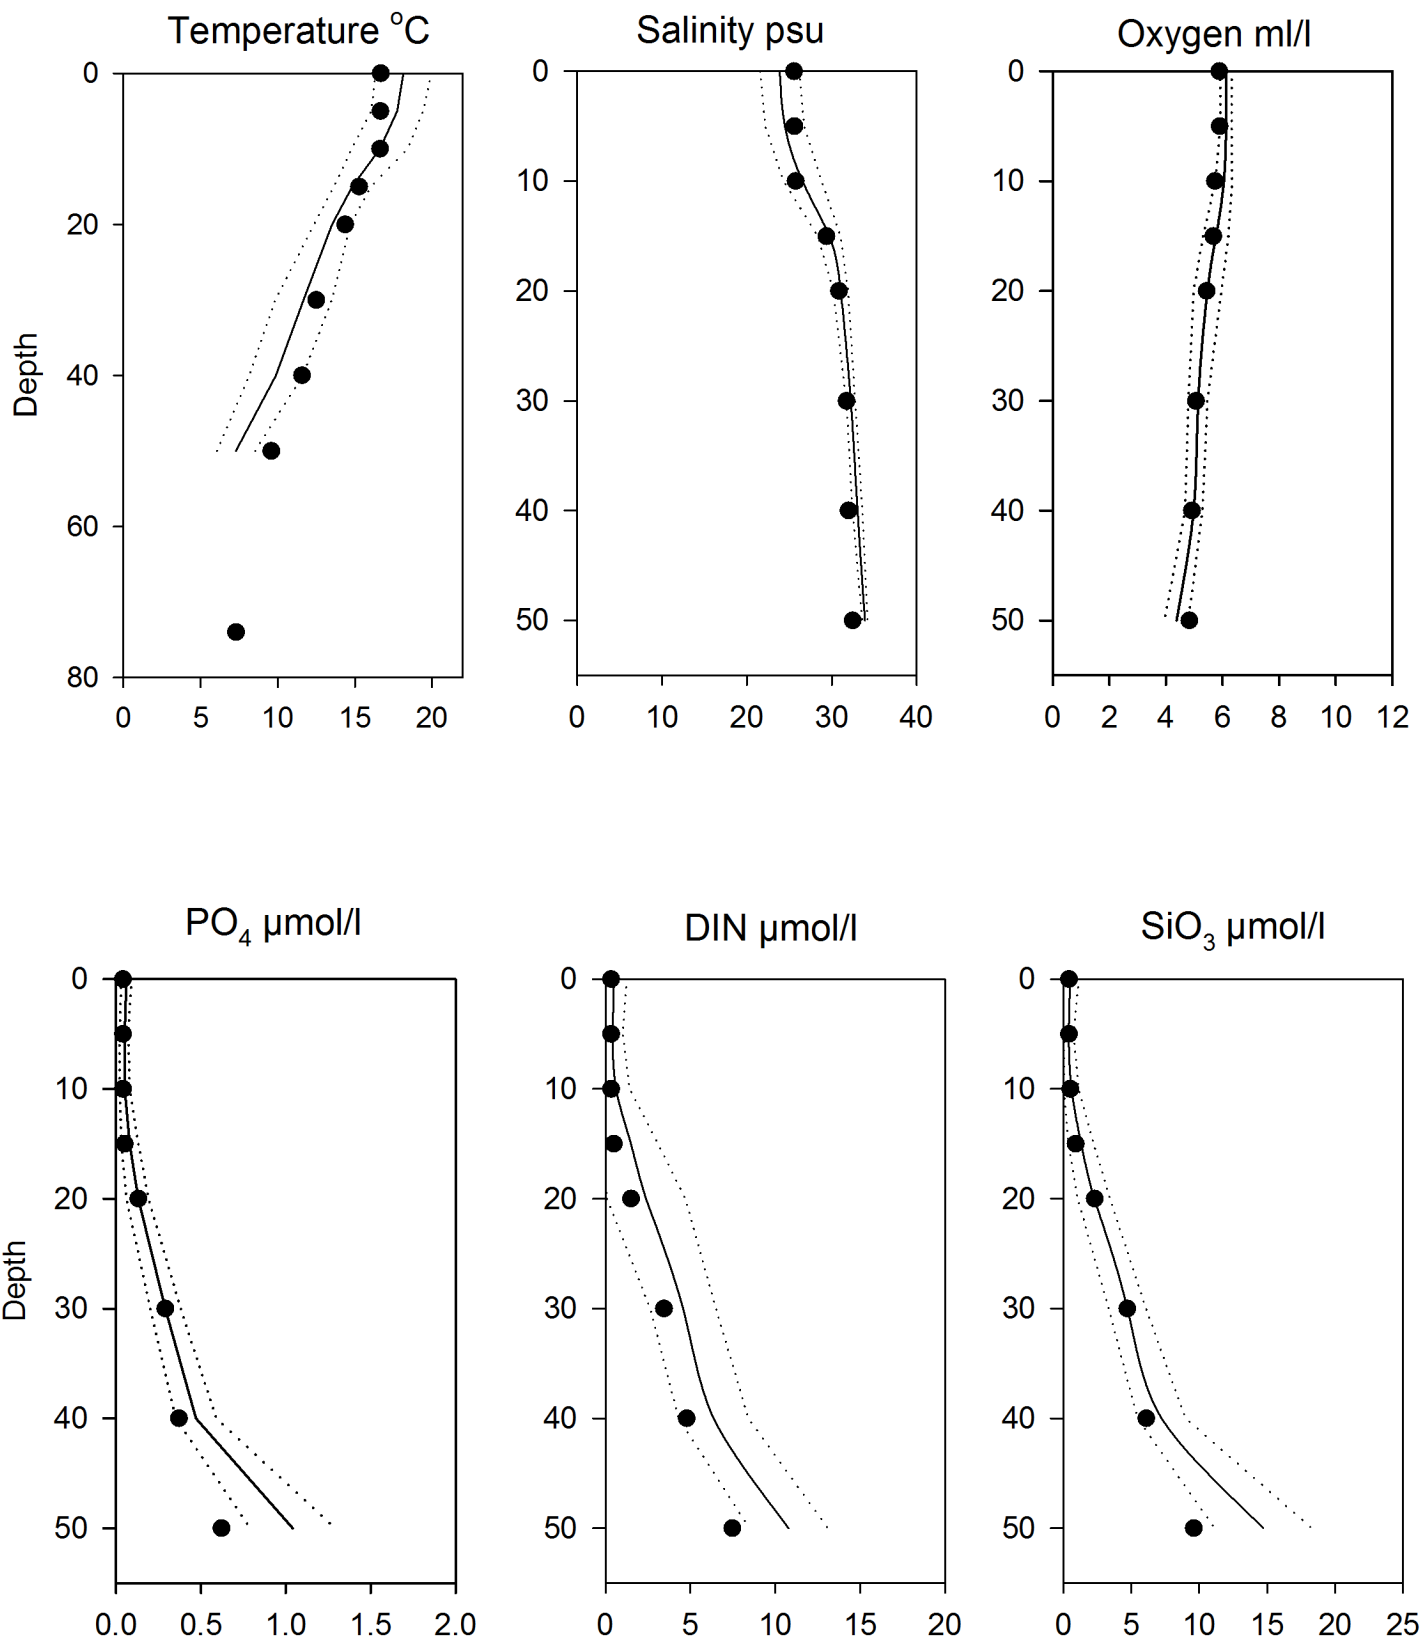 Temperature °C
Salinity psu
Oxygen ml/l
0
20
40
60
80
Depth
0 5 10 15 20
0
10
20
30
40
50
0 10 20 30 40
0
10
20
30
40
50
0 2 4 6 8 10 12
PO₄ µmol/l
DIN µmol/l
SiO₃ µmol/l
0
10
20
30
40
50
Depth
0.0 0.5 1.0 1.5 2.0
0
10
20
30
40
50
0 5 10 15 20
0
10
20
30
40
50
0 5 10 15 20 25